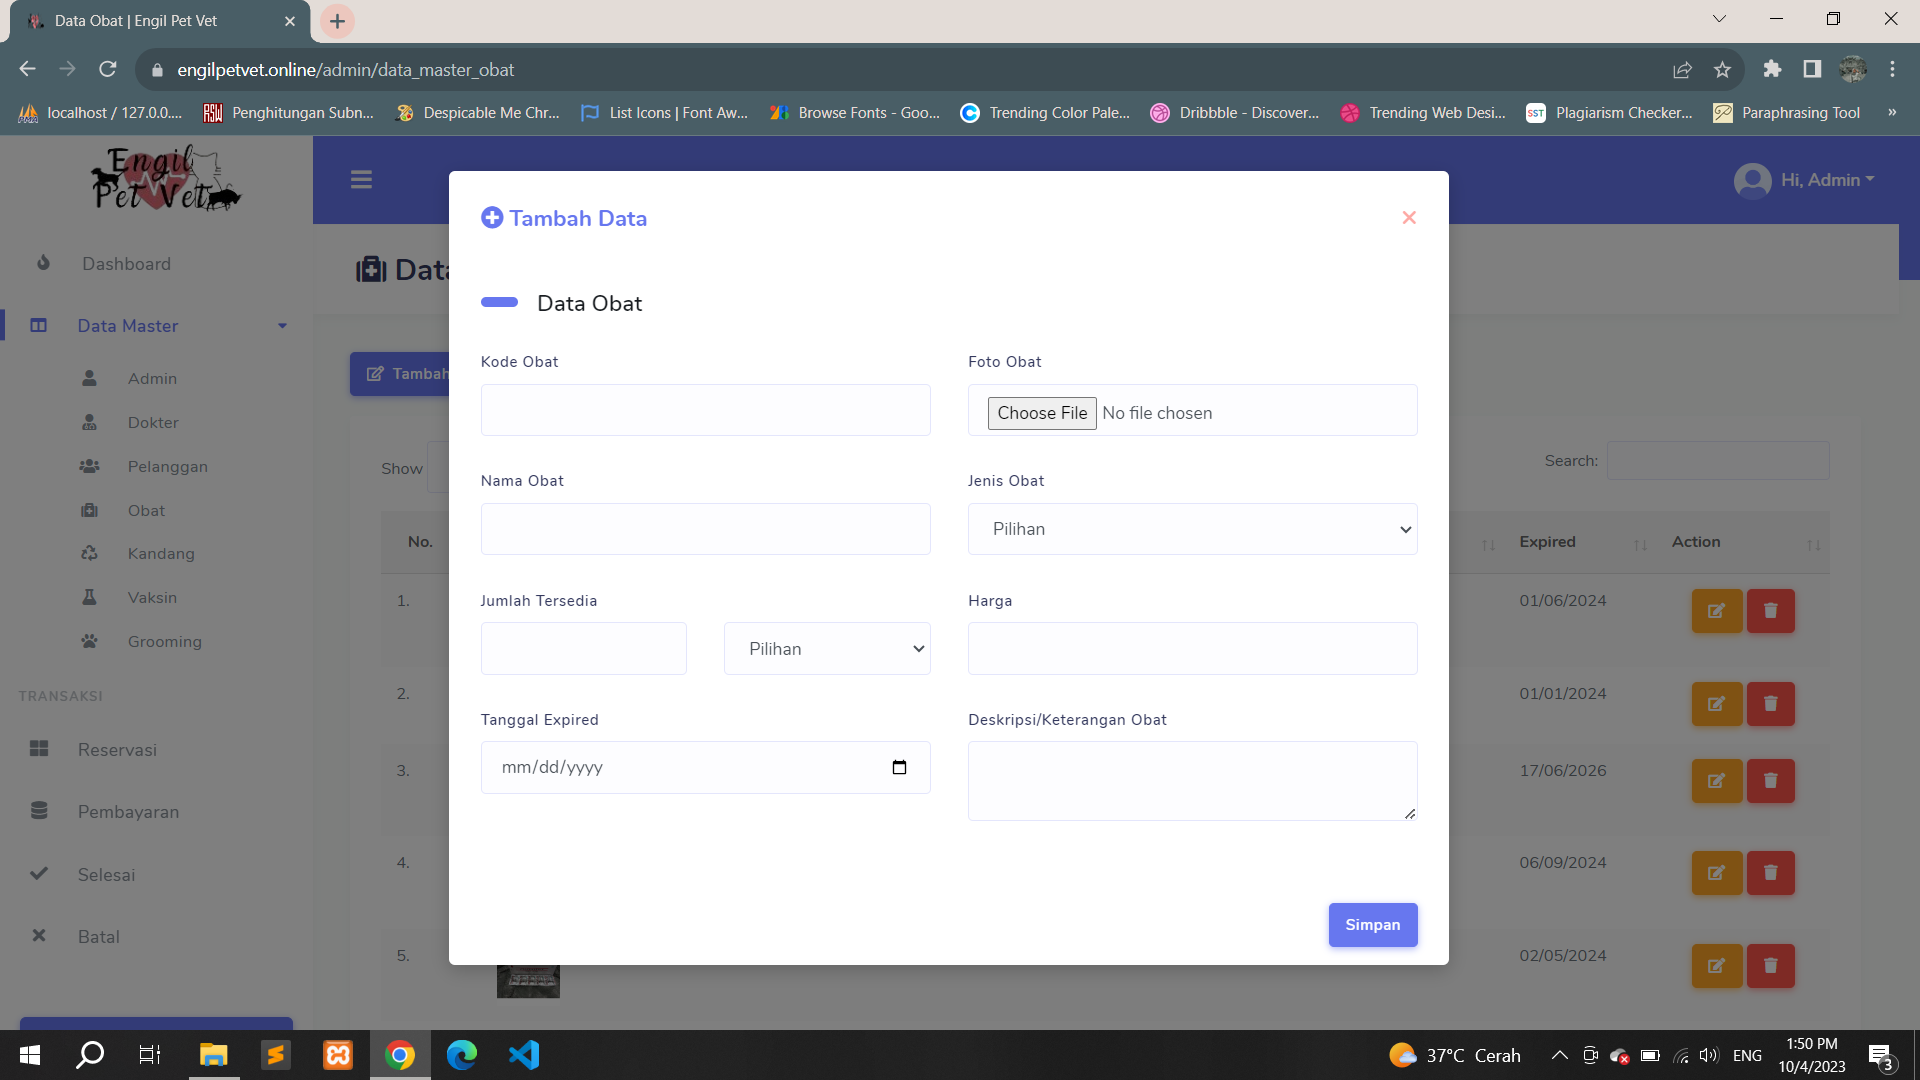 Data Obat | Engil Pet Vet
engilpetvet.online/admin/data_master_obat
localhost / 127.0.0....
RSW Penghitungan Subn...
Despicable Me Chr...
List Icons | Font Aw...
Browse Fonts - Goo...
Trending Color Pale...
Dribbble - Discover...
Trending Web Desi...
SST Plagiarism Checker...
Paraphrasing Tool
»
Engil
Pet Vet
Hi, Admin
Dashboard
Data Master
Admin
Dokter
Pelanggan
Obat
Kandang
Vaksin
Grooming
TRANSAKSI
Reservasi
Pembayaran
Selesai
Batal
Data
Tambah
Show
Search:
No.
Expired
Action
1.
01/06/2024
2.
01/01/2024
3.
17/06/2026
4.
06/09/2024
5.
02/05/2024
Tambah Data
×
Data Obat
Kode Obat
Foto Obat
Choose File No file chosen
Nama Obat
Jenis Obat
Pilihan
Jumlah Tersedia
Pilihan
Harga
Tanggal Expired
mm/dd/yyyy
Deskripsi/Keterangan Obat
Simpan
37°C Cerah
ENG
1:50 PM
10/4/2023
3